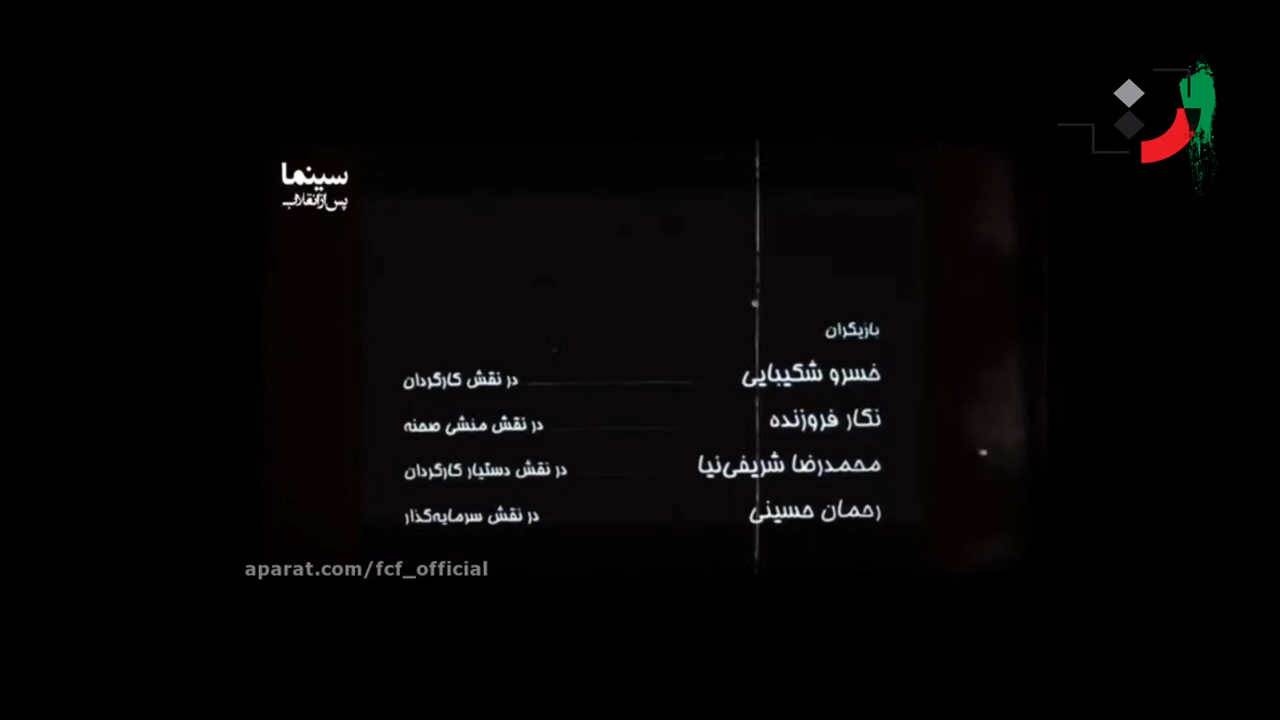 سینما
پس از انقلاب
بازیگران
خسرو شکیبایی در نقش کارگردان
نگار فروزنده در نقش منشی صحنه
محمدرضا شریفی‌نیا در نقش دستیار کارگردان
رحمان حسینی در نقش سرمایه‌گذار
aparat.com/fcf_official